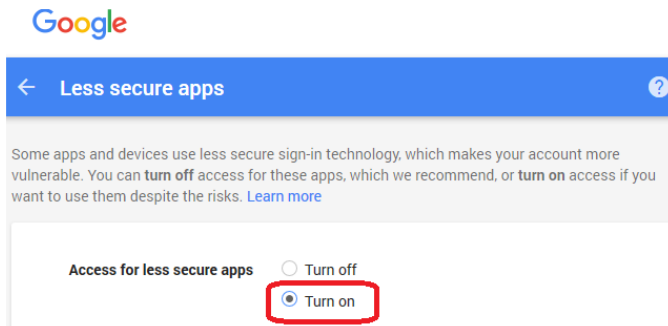 Google
Less secure apps
?
Some apps and devices use less secure sign-in technology, which makes your account more
vulnerable. You can turn off access for these apps, which we recommend, or turn on access if you
want to use them despite the risks. Learn more
Access for less secure apps Turn off
Turn on